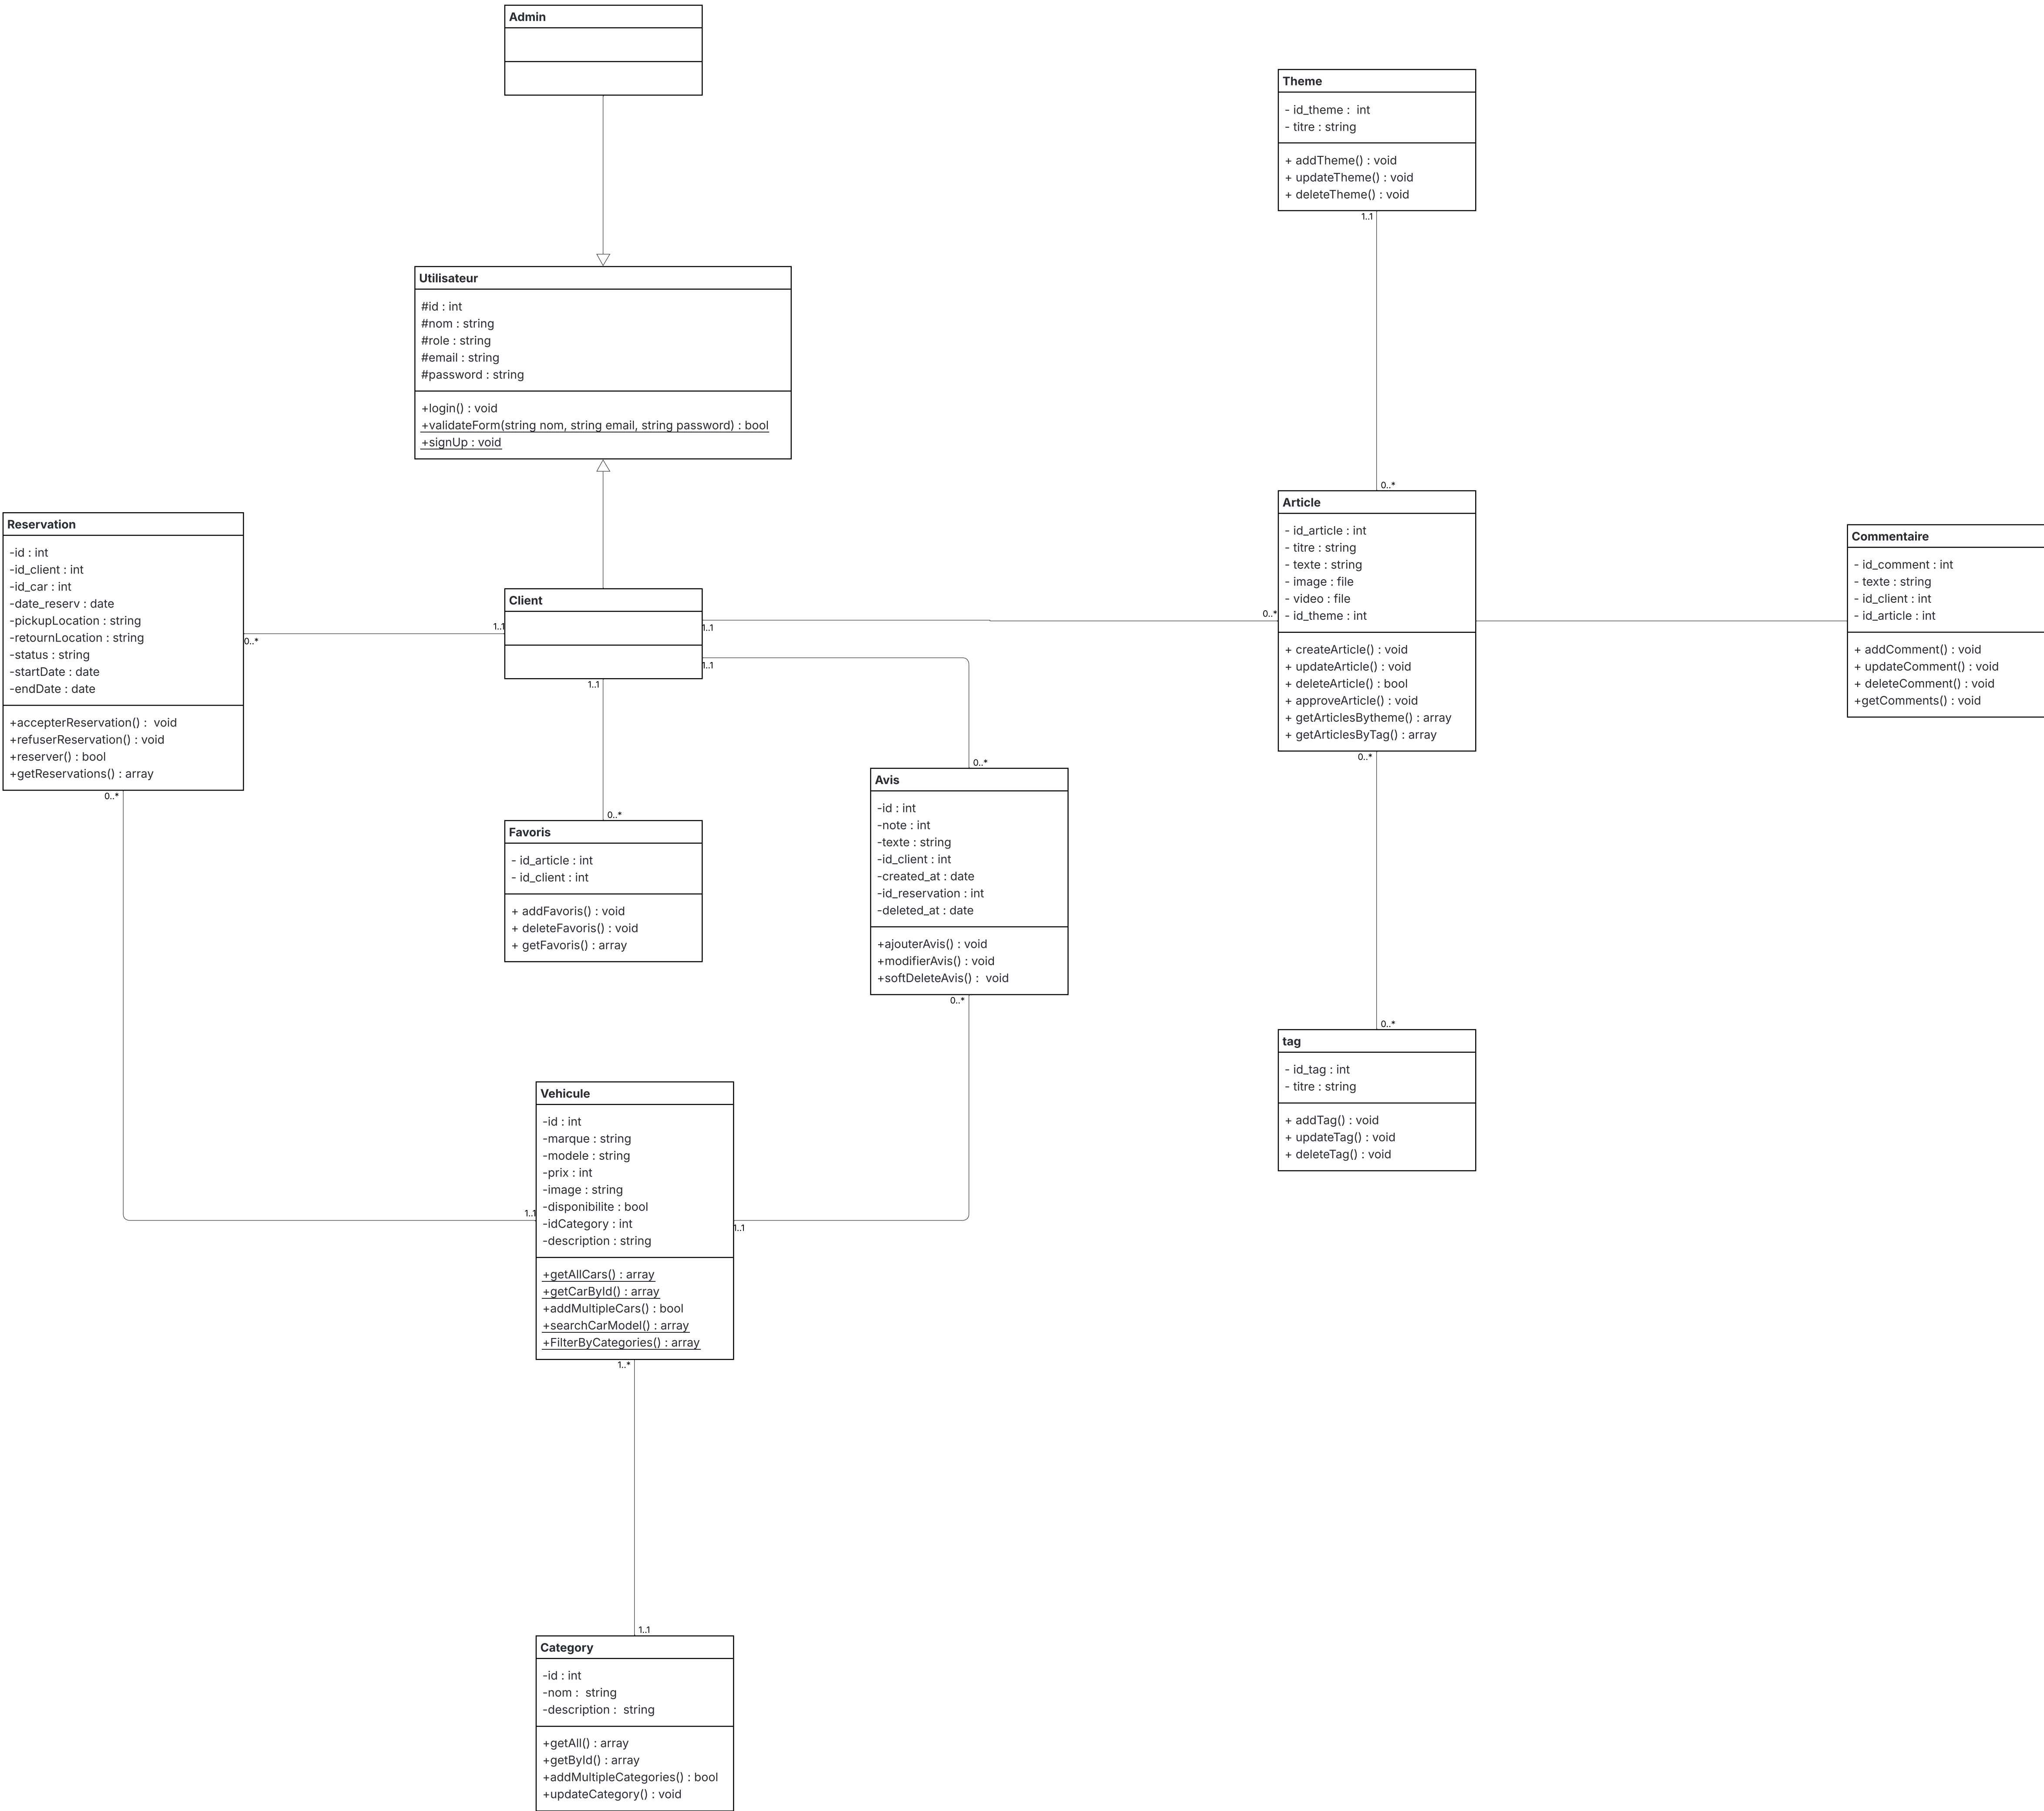 Admin
Theme
- id_theme :  int
- titre : string
+ addTheme() : void
+ updateTheme() : void
+ deleteTheme() : void
1..1
Utilisateur
#id : int
#nom : string
#role : string
#email : string
#password : string
+login() : void
+validateForm(string nom, string email, string password) : bool
+signUp : void
0..*
Article
- id_article : int
- titre : string
- texte : string
- image : file
- video : file
- id_theme : int
+ createArticle() : void
+ updateArticle() : void
+ deleteArticle() : bool
+ approveArticle() : void
+ getArticlesBytheme() : array
+ getArticlesByTag() : array
0..*
0..*
Commentaire
- id_comment : int
- texte : string
- id_client : int
- id_article : int
+ addComment() : void
+ updateComment() : void
+ deleteComment() : void
+getComments() : void
Reservation
-id : int
-id_client : int
-id_car : int
-date_reserv : date
-pickupLocation : string
-retournLocation : string
-status : string
-startDate : date
-endDate : date
+accepterReservation() :  void
+refuserReservation() : void
+reserver() : bool
+getReservations() : array
0..*
0..*
Client
1..1
1..1
1..1
1..1
0..*
Favoris
- id_article : int
- id_client : int
+ addFavoris() : void
+ deleteFavoris() : void
+ getFavoris() : array
0..*
Avis
-id : int
-note : int
-texte : string
-id_client : int
-created_at : date
-id_reservation : int
-deleted_at : date
+ajouterAvis() : void
+modifierAvis() : void
+softDeleteAvis() :  void
0..*
0..*
tag
- id_tag : int
- titre : string
+ addTag() : void
+ updateTag() : void
+ deleteTag() : void
Vehicule
-id : int
-marque : string
-modele : string
-prix : int
-image : string
-disponibilite : bool
-idCategory : int
-description : string
+getAllCars() : array
+getCarById() : array
+addMultipleCars() : bool
+searchCarModel() : array
+FilterByCategories() : array
1..1
1..1
1..*
1..1
Category
-id : int
-nom :  string
-description :  string
+getAll() : array
+getById() : array
+addMultipleCategories() : bool
+updateCategory() : void